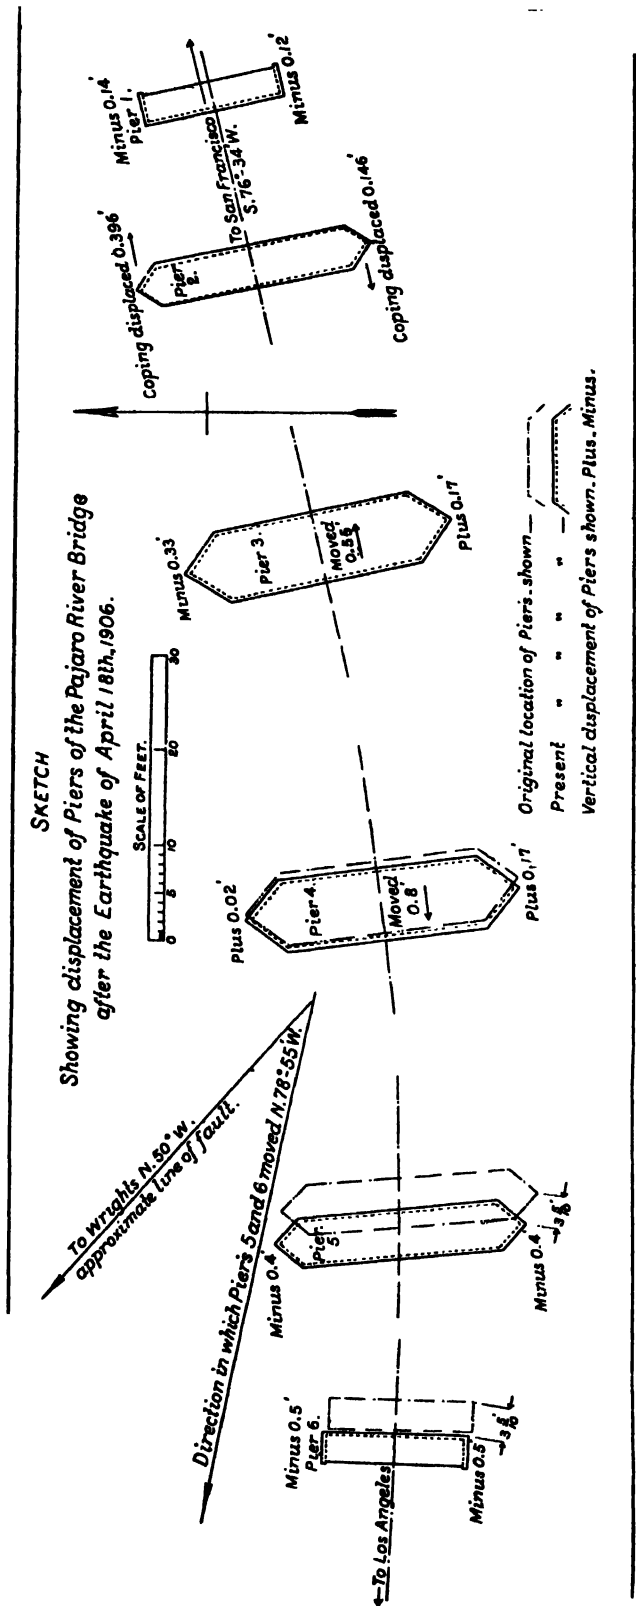 SKETCH
Showing displacement of Piers of the Pajaro River Bridge
after the Earthquake of April 18th., 1906.
SCALE OF FEET.
0 5 10 20 30
To Wrights N.50°W.
approximate line of fault.
Direction in which Piers 5 and 6 moved N.78°-55'W.
←To Los Angeles
Minus 0.5'
Pier 6.
Minus 0.5
3 5/10'
Minus 0.4'
Pier
5
Minus 0.4
Plus 0.02'
Pier 4.
Moved
0.8'
Plus 0.17'
Minus 0.33'
Pier 3.
Moved
Plus 0.17'
Coping displaced 0.396'
Pier
2.
Coping displaced 0.146'
To San Francisco
S.76°-34'W.
Minus 0.14'
Pier 1.
Minus 0.12'
Original location of Piers. shown —
Present " " " —
Vertical displacement of Piers shown. Plus. Minus.